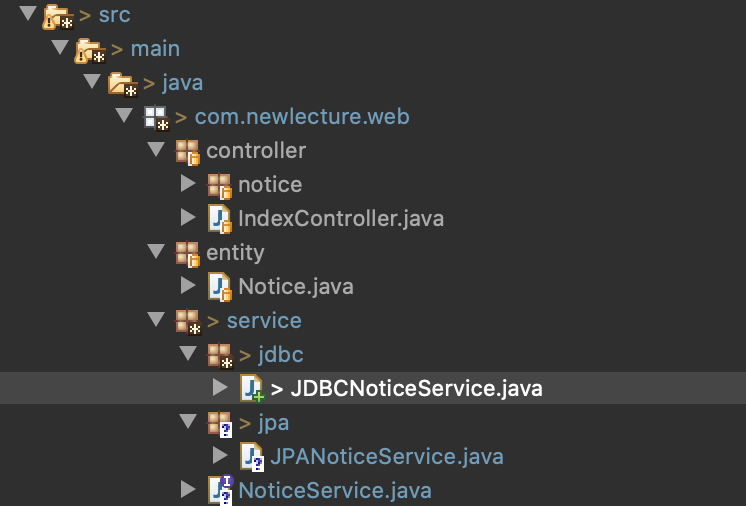 > src
> main
> java
> com.newlecture.web
controller
notice
IndexController.java
entity
Notice.java
> service
> jdbc
> JDBCNoticeService.java
> jpa
JPANoticeService.java
NoticeService.java